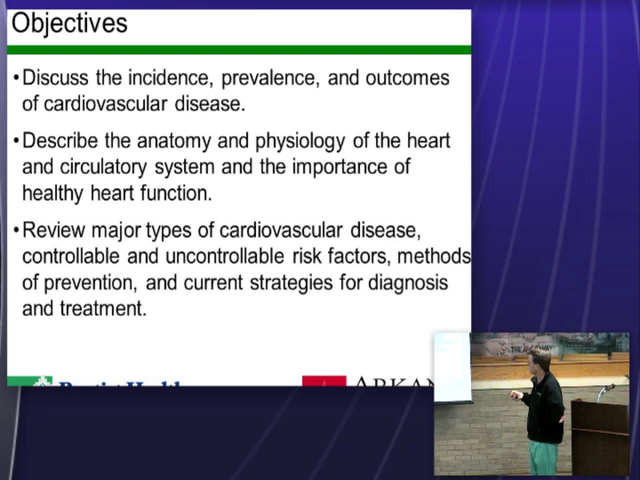 Objectives
•Discuss the incidence, prevalence, and outcomes
of cardiovascular disease.
•Describe the anatomy and physiology of the heart
and circulatory system and the importance of
healthy heart function.
•Review major types of cardiovascular disease,
controllable and uncontrollable risk factors, methods
of prevention, and current strategies for diagnosis
and treatment.
Baptist Health
ARKAN